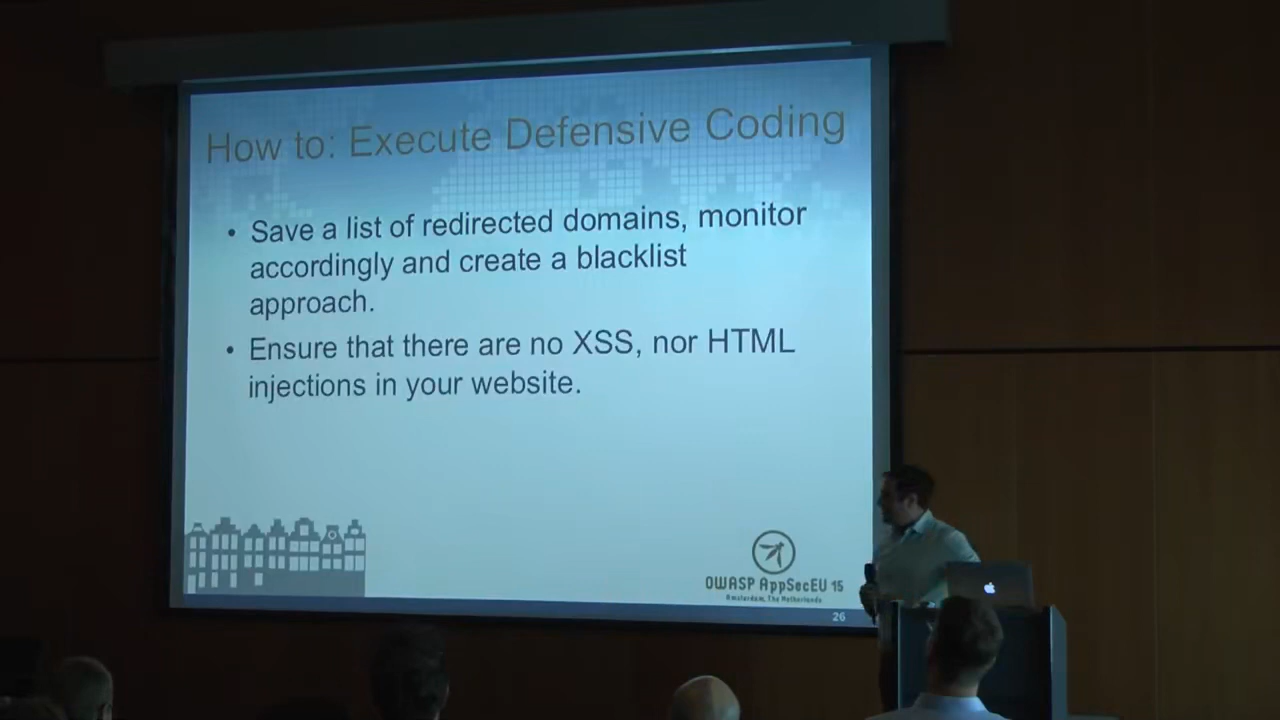 How to: Execute Defensive Coding
• Save a list of redirected domains, monitor
accordingly and create a blacklist
approach.
• Ensure that there are no XSS, nor HTML
injections in your website.
OWASP AppSecEU 15
Amsterdam, The Netherlands
26